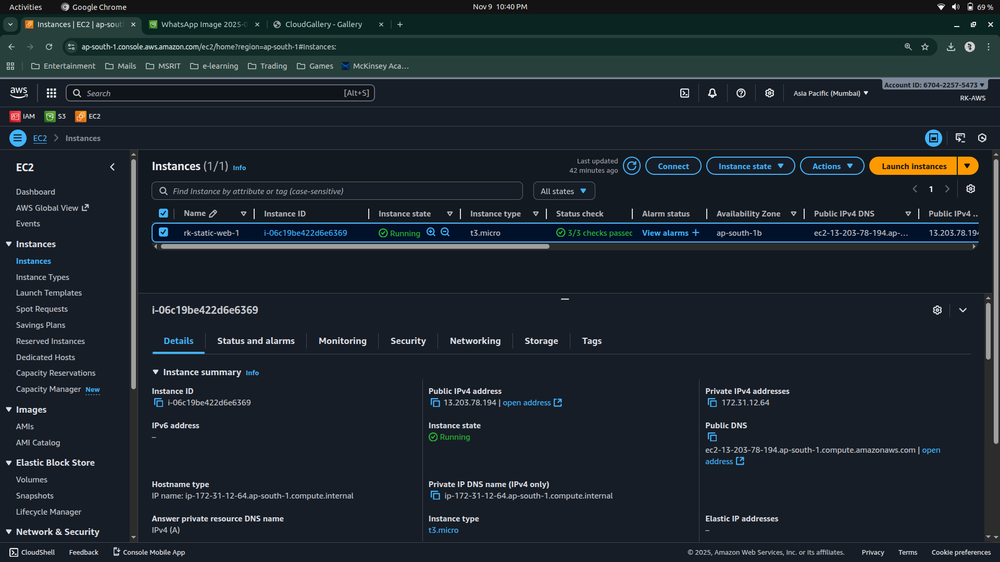 Activities
Google Chrome
Nov 9 10:40 PM
69 %
Instances | EC2 | ap-sout
WhatsApp Image 2025-0
CloudGallery - Gallery
ap-south-1.console.aws.amazon.com/ec2/home?region=ap-south-1#Instances:
Entertainment
Mails
MSRIT
e-learning
Trading
Games
McKinsey Aca...
aws
Search
[Alt+S]
Asia Pacific (Mumbai)
Account ID: 6704-2257-5473
RK-AWS
IAM
S3
EC2
EC2
Instances
EC2
Dashboard
AWS Global View
Events
Instances
Instances
Instance Types
Launch Templates
Spot Requests
Savings Plans
Reserved Instances
Dedicated Hosts
Capacity Reservations
Capacity Manager New
Images
AMIs
AMI Catalog
Elastic Block Store
Volumes
Snapshots
Lifecycle Manager
Network & Security
Instances (1/1) Info
Last updated
42 minutes ago
Connect
Instance state
Actions
Launch instances
Find Instance by attribute or tag (case-sensitive)
All states
1
Name
Instance ID
Instance state
Instance type
Status check
Alarm status
Availability Zone
Public IPv4 DNS
Public IPv4 ..
rk-static-web-1
i-06c19be422d6e6369
Running
t3.micro
3/3 checks passec
View alarms +
ap-south-1b
ec2-13-203-78-194.ap-...
13.203.78.194
i-06c19be422d6e6369
Details
Status and alarms
Monitoring
Security
Networking
Storage
Tags
Instance summary Info
Instance ID
i-06c19be422d6e6369
Public IPv4 address
13.203.78.194 | open address
Private IPv4 addresses
172.31.12.64
IPv6 address
–
Instance state
Running
Public DNS
ec2-13-203-78-194.ap-south-1.compute.amazonaws.com | open
address
Hostname type
IP name: ip-172-31-12-64.ap-south-1.compute.internal
Private IP DNS name (IPv4 only)
ip-172-31-12-64.ap-south-1.compute.internal
Answer private resource DNS name
IPv4 (A)
Instance type
t3.micro
Elastic IP addresses
–
CloudShell
Feedback
Console Mobile App
© 2025, Amazon Web Services, Inc. or its affiliates.
Privacy
Terms
Cookie preferences